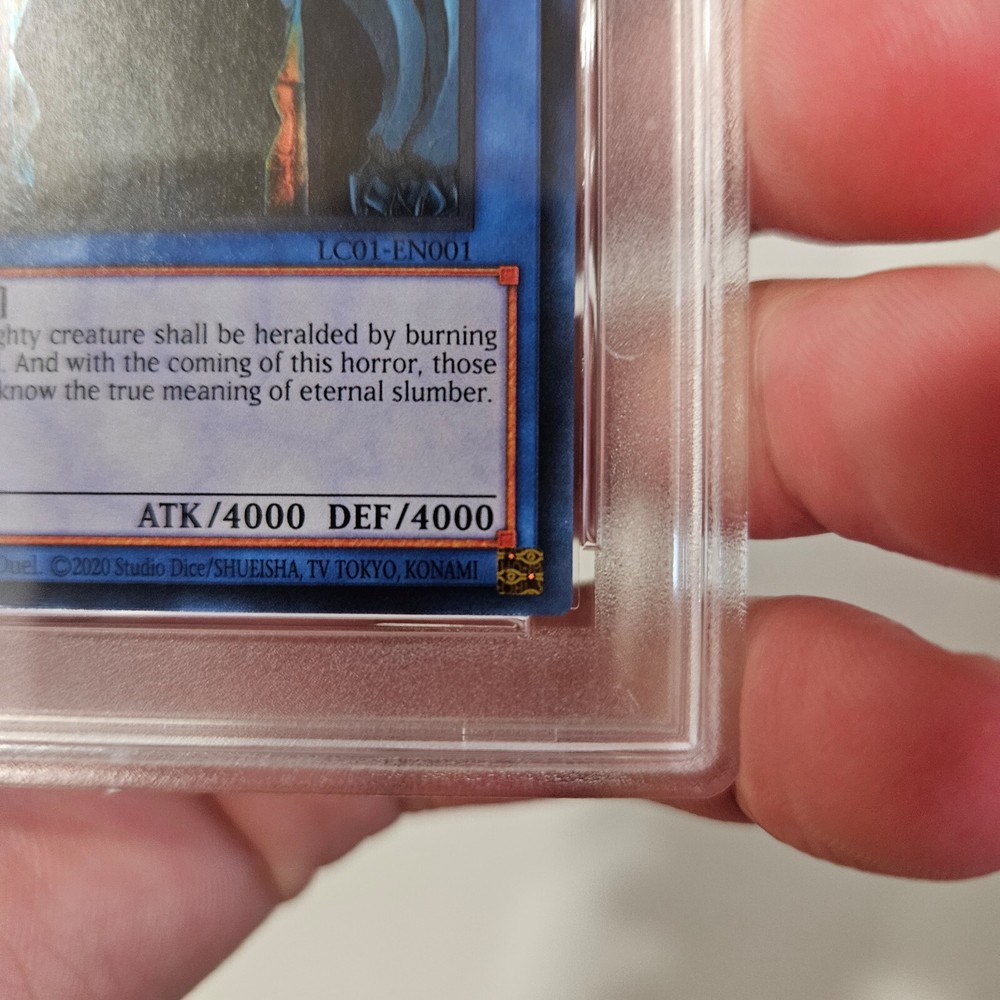 LC01-EN001
]
ghty creature shall be heralded by burning
. And with the coming of this horror, those
know the true meaning of eternal slumber.
ATK/4000 DEF/4000
Duel. ©2020 Studio Dice/SHUEISHA, TV TOKYO, KONAMI